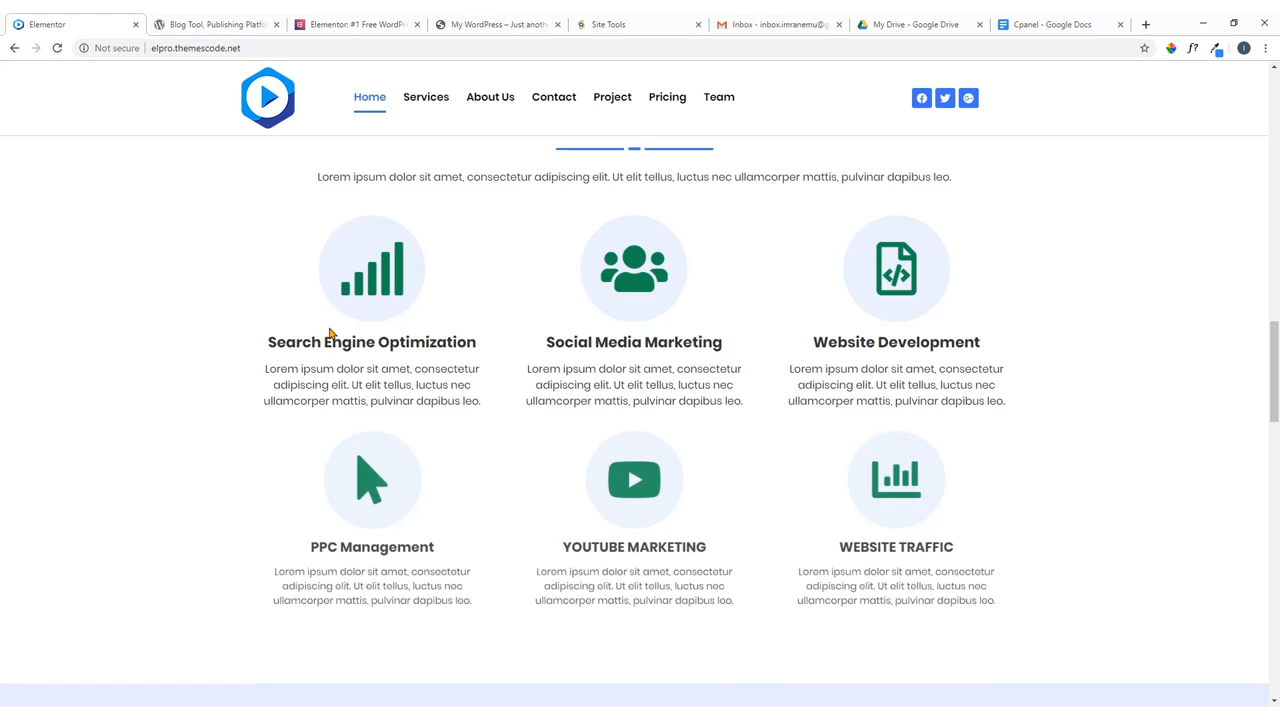 Elementor
Blog Tool, Publishing Platfo
Elementor: #1 Free WordPr
My WordPress – Just anoth
Site Tools
Inbox - inbox.imranemu@g
My Drive - Google Drive
Cpanel - Google Docs
Not secure | elpro.themescode.net
Home
Services
About Us
Contact
Project
Pricing
Team
Lorem ipsum dolor sit amet, consectetur adipiscing elit. Ut elit tellus, luctus nec ullamcorper mattis, pulvinar dapibus leo.
Search Engine Optimization
Lorem ipsum dolor sit amet, consectetur
adipiscing elit. Ut elit tellus, luctus nec
ullamcorper mattis, pulvinar dapibus leo.
Social Media Marketing
Lorem ipsum dolor sit amet, consectetur
adipiscing elit. Ut elit tellus, luctus nec
ullamcorper mattis, pulvinar dapibus leo.
Website Development
Lorem ipsum dolor sit amet, consectetur
adipiscing elit. Ut elit tellus, luctus nec
ullamcorper mattis, pulvinar dapibus leo.
PPC Management
Lorem ipsum dolor sit amet, consectetur
adipiscing elit. Ut elit tellus, luctus nec
ullamcorper mattis, pulvinar dapibus leo.
YOUTUBE MARKETING
Lorem ipsum dolor sit amet, consectetur
adipiscing elit. Ut elit tellus, luctus nec
ullamcorper mattis, pulvinar dapibus leo.
WEBSITE TRAFFIC
Lorem ipsum dolor sit amet, consectetur
adipiscing elit. Ut elit tellus, luctus nec
ullamcorper mattis, pulvinar dapibus leo.